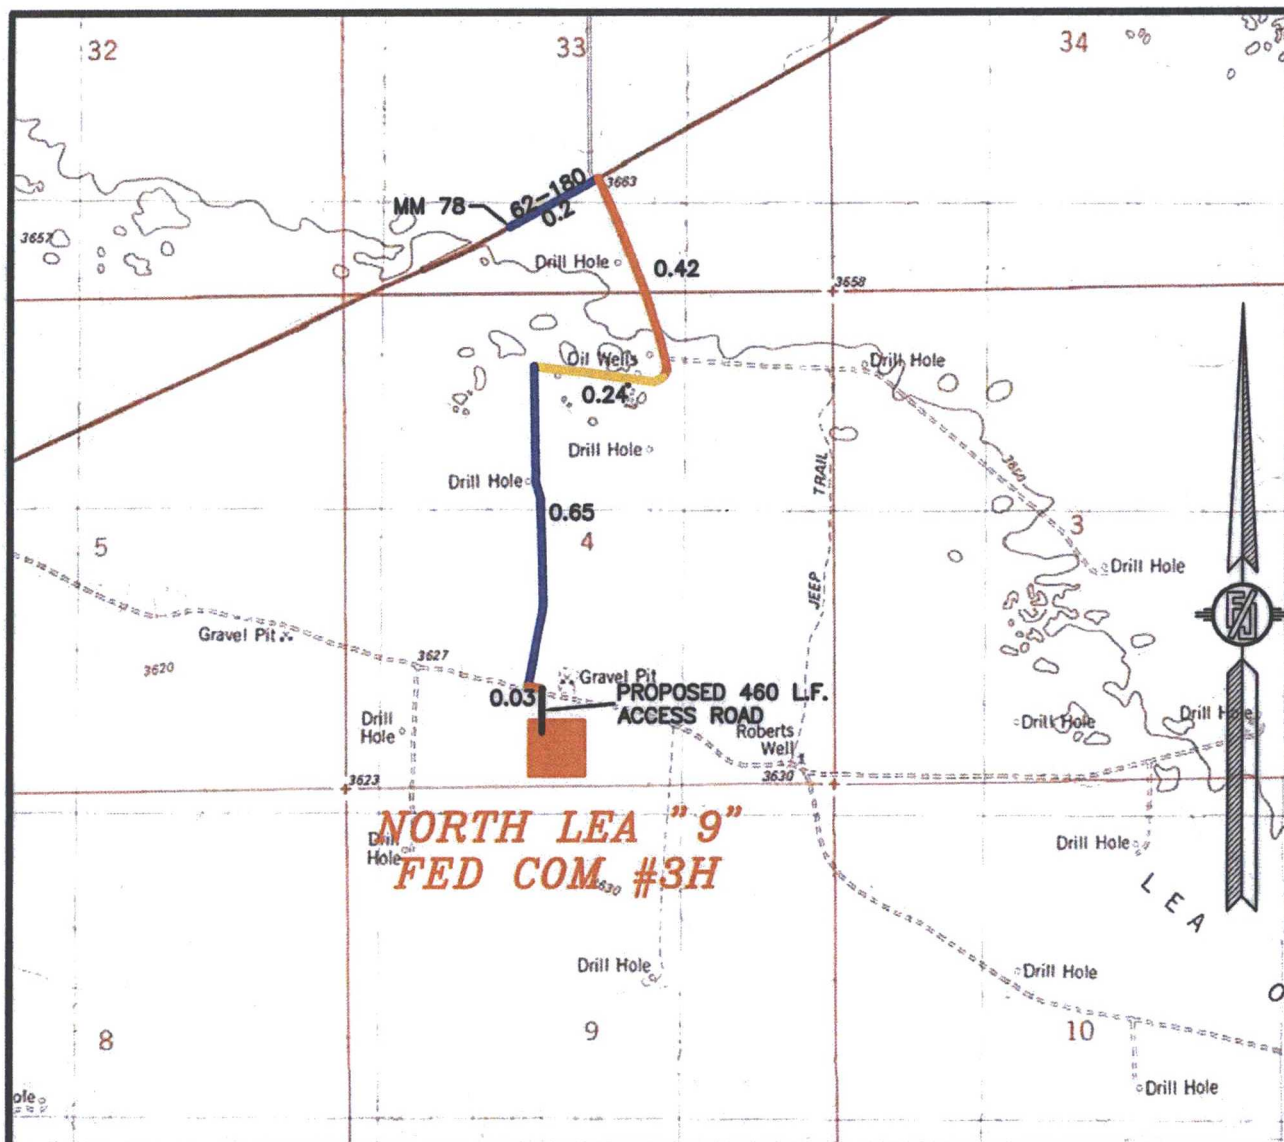 32
33
34
3663
MM 78
62-180
0.2
3657
Drill Hole
0.42
3658
Oil Wells
Drill Hole
0.24
Drill Hole
Drill Hole
TRAIL
3660
0.65
5
4
3
Drill Hole
JEEP
Gravel Pit
3620
3627
Gravel Pit
0.03
PROPOSED 460 L.F.
ACCESS ROAD
Drill
Hole
Roberts
Well
Drill Hole
Drill Hole
3623
3630
NORTH LEA "9"
FED COM #3H
Drill
Hole
3630
Drill Hole
LEA
Drill Hole
Drill Hole
8
9
10
Drill Hole
ole